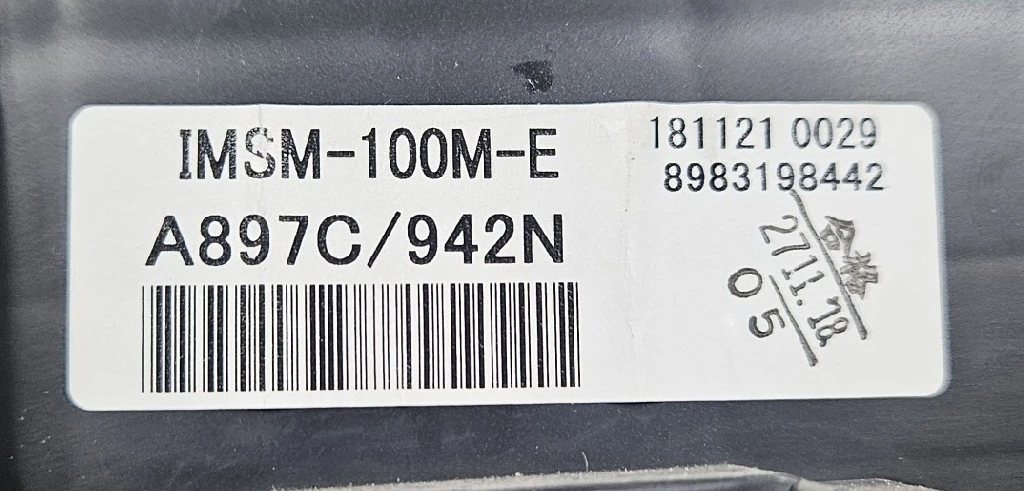 IMSM-100M-E
A897C/942N
181121 0029
8983198442
合格
27 11.'18
05